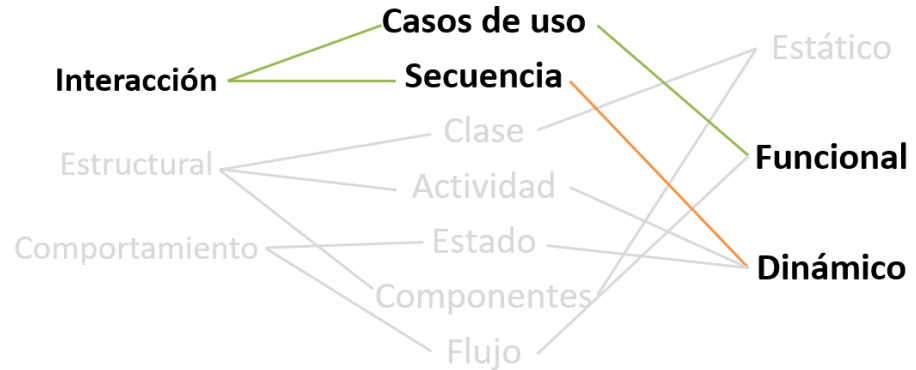 Casos de uso
Estático
Interacción
Secuencia
Clase
Estructural
Funcional
Actividad
Comportamiento
Estado
Dinámico
Componentes
Flujo